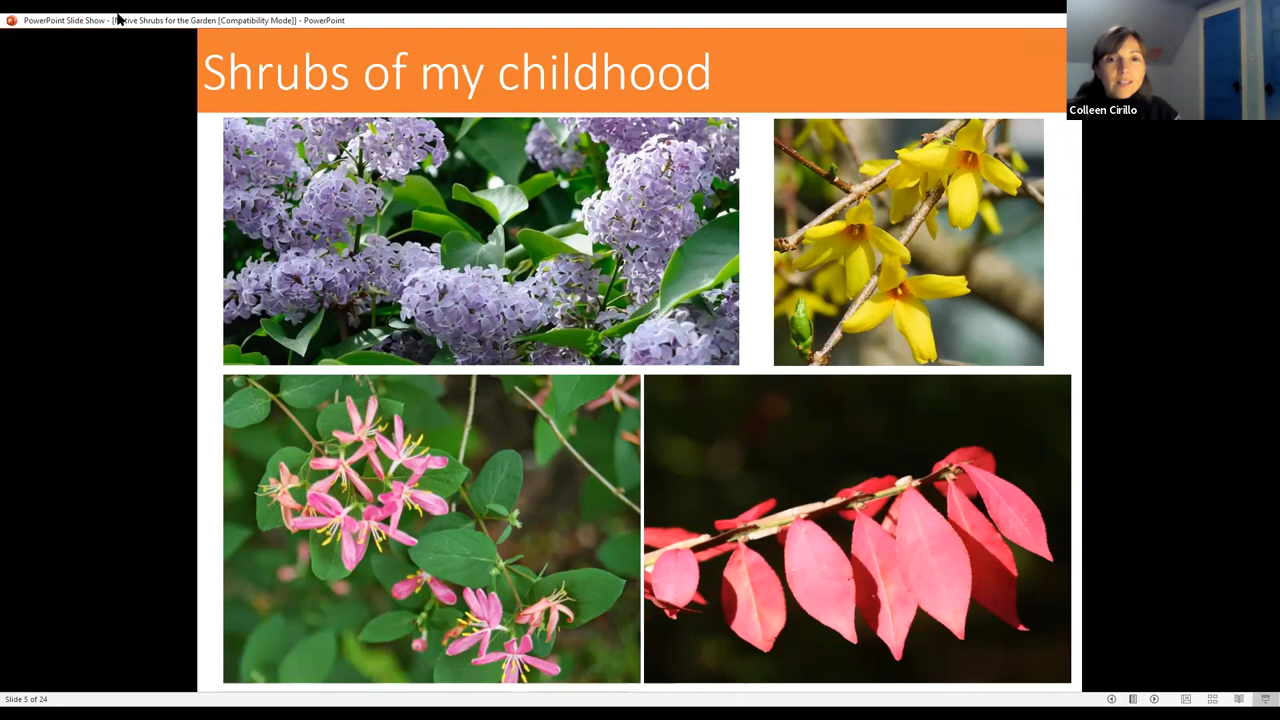 PowerPoint Slide Show - [Native Shrubs for the Garden [Compatibility Mode]] - PowerPoint
Shrubs of my childhood
Colleen Cirillo
Slide 5 of 24